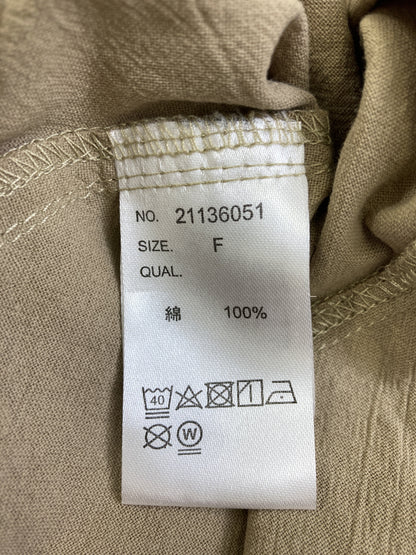 NO. 21136051
SIZE. F
QUAL.
綿 100%
40
W